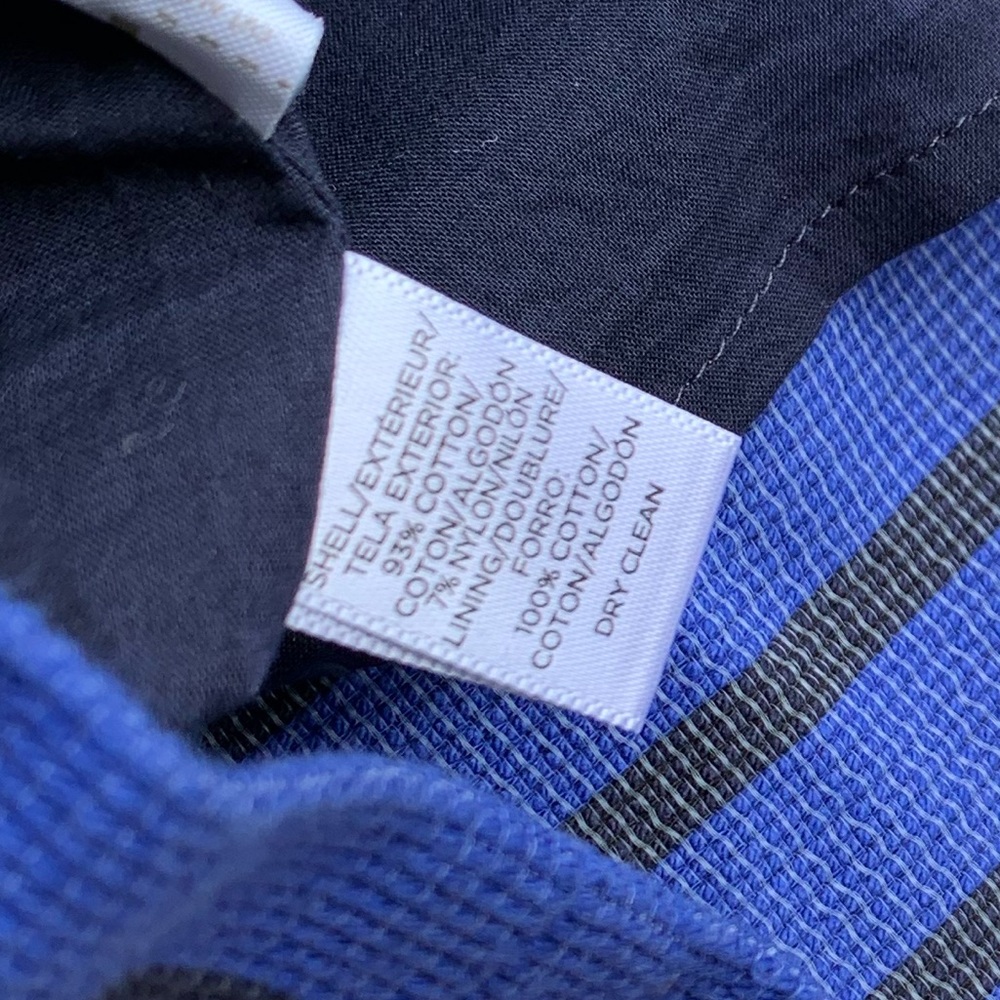 SHELL/EXTÉRIEUR/
TELA EXTERIOR:
93% COTTON/
COTON/ALGODÓN
7% NYLON/NILÓN
LINING/DOUBLURE/
FORRO:
100% COTTON/
COTON/ALGODÓN
DRY CLEAN